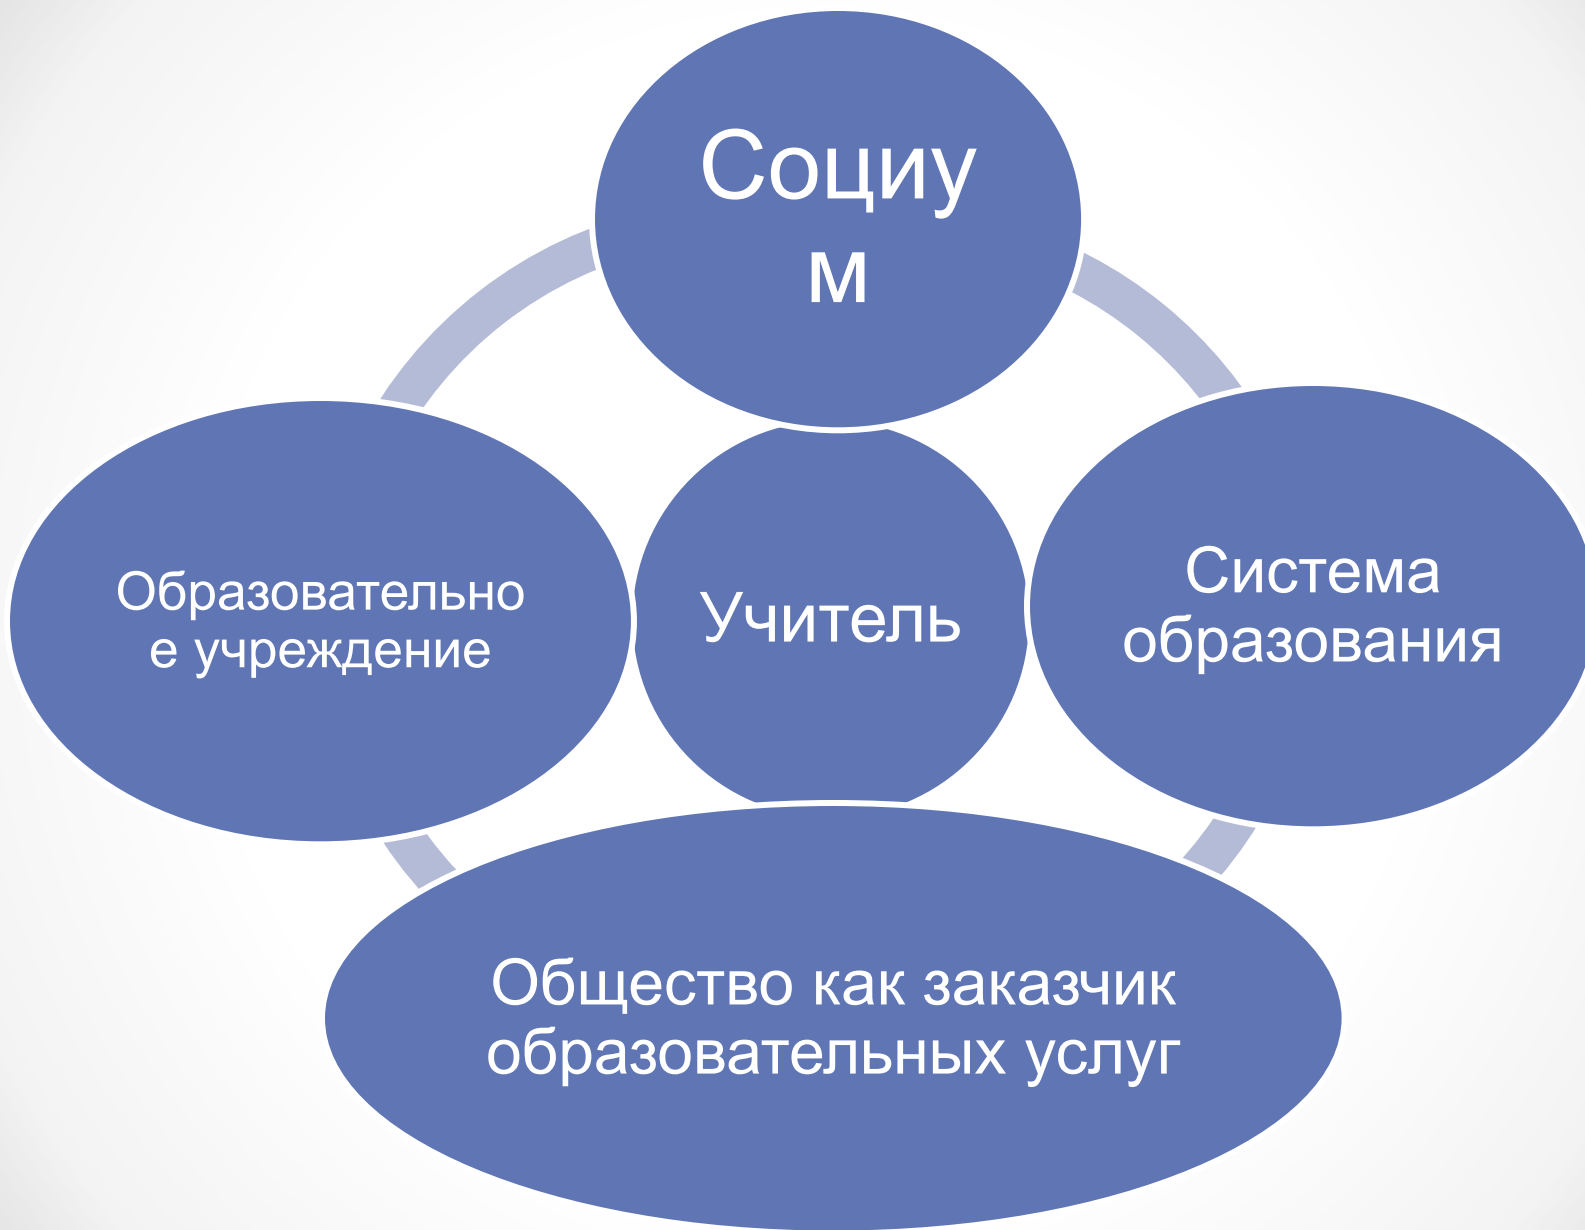 Социу
м
Образовательно
е учреждение
Учитель
Система
образования
Общество как заказчик
образовательных услуг